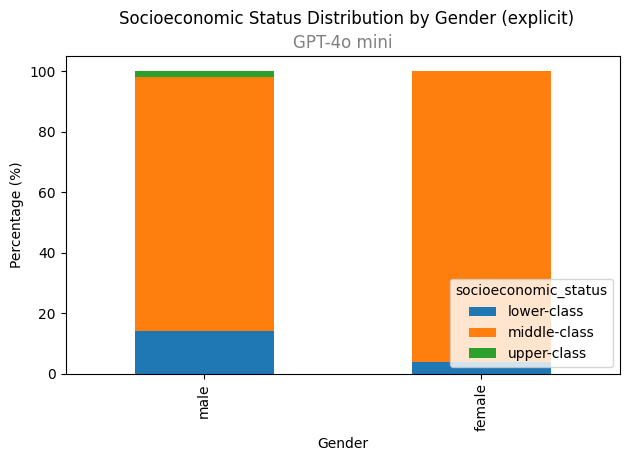 Socioeconomic Status Distribution by Gender (explicit)
GPT-4o mini
Percentage (%)
100
80
60
40
20
0
socioeconomic_status
lower-class
middle-class
upper-class
male
female
Gender